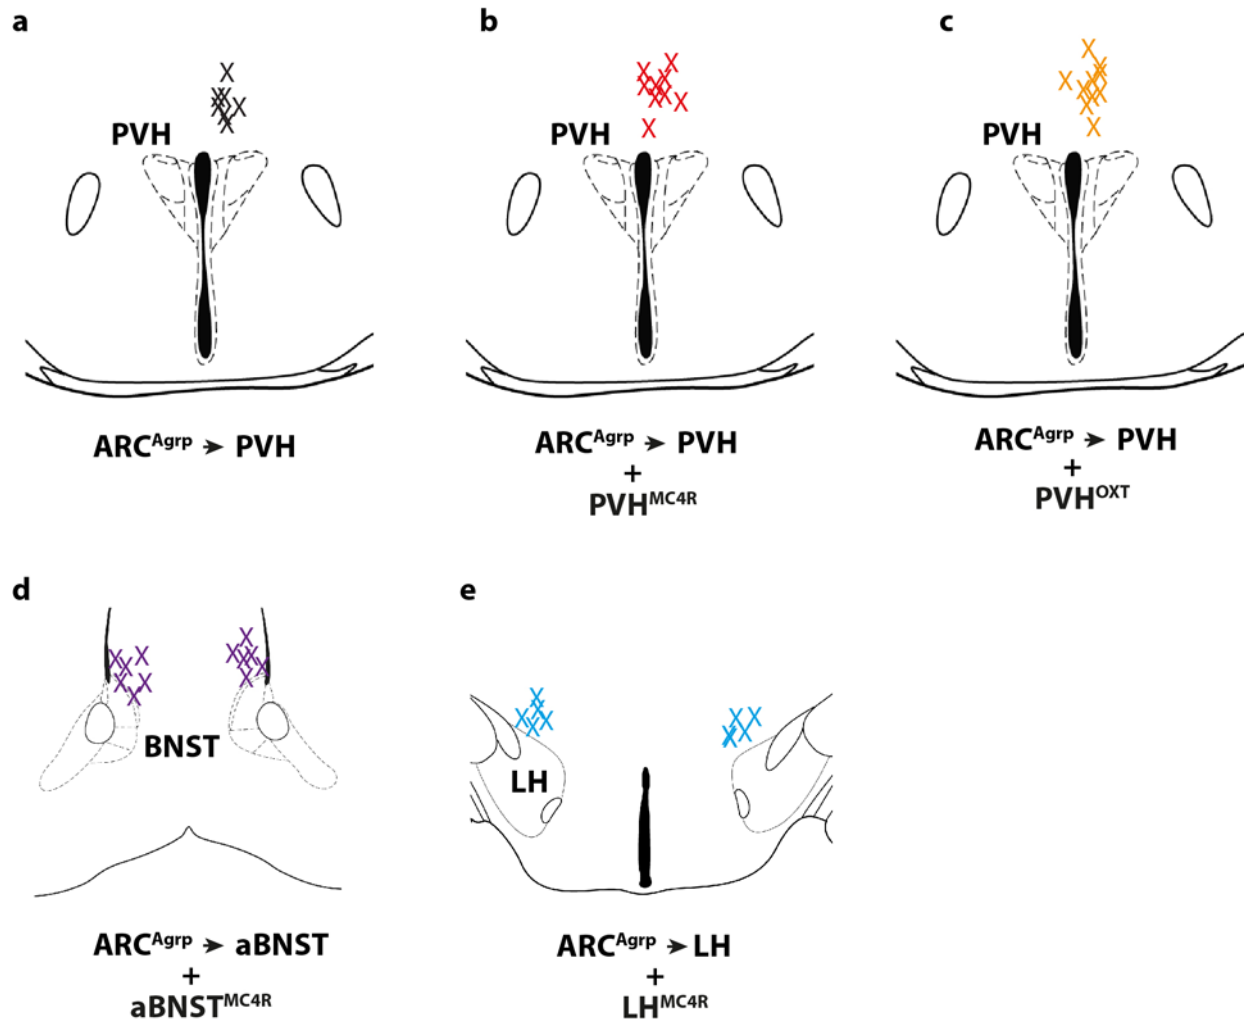 a
b
c
PVH
PVH
PVH
ARCAgrp ➤ PVH
ARCAgrp ➤ PVH
+
PVHMC4R
ARCAgrp ➤ PVH
+
PVHOXT
d
e
BNST
LH
ARCAgrp ➤ aBNST
+
aBNSTMC4R
ARCAgrp ➤ LH
+
LHMC4R